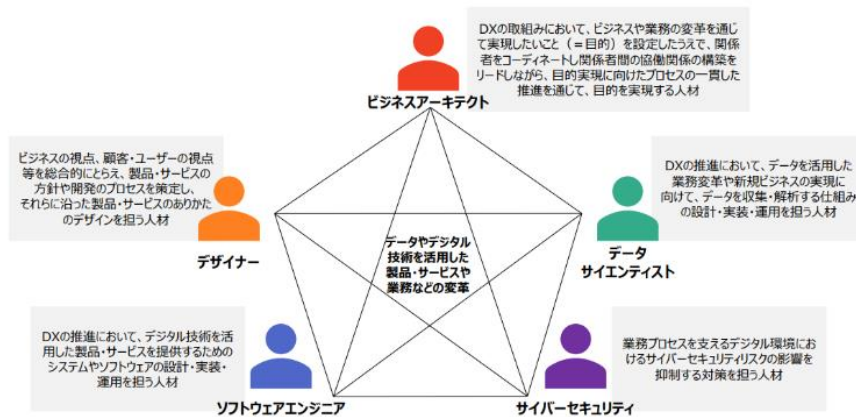 DXの取組みにおいて、ビジネスや業務の変革を通じ
て実現したいこと（＝目的）を設定したうえで、関係
者をコーディネートし関係者間の協働関係の構築を
リードしながら、目的実現に向けたプロセスの一貫した
推進を通じて、目的を実現する人材
ビジネスアーキテクト
ビジネスの視点、顧客・ユーザーの視点
等を総合的にとらえ、製品・サービスの
方針や開発のプロセスを策定し、
それらに沿った製品・サービスのありかた
のデザインを担う人材
デザイナー
DXの推進において、データを活用した
業務変革や新規ビジネスの実現に
向けて、データを収集・解析する仕組み
の設計・実装・運用を担う人材
データ
サイエンティスト
データやデジタル
技術を活用した
製品・サービスや
業務などの変革
DXの推進において、デジタル技術を活
用した製品・サービスを提供するための
システムやソフトウェアの設計・実装・
運用を担う人材
ソフトウェアエンジニア
業務プロセスを支えるデジタル環境にお
けるサイバーセキュリティリスクの影響を
抑制する対策を担う人材
サイバーセキュリティ